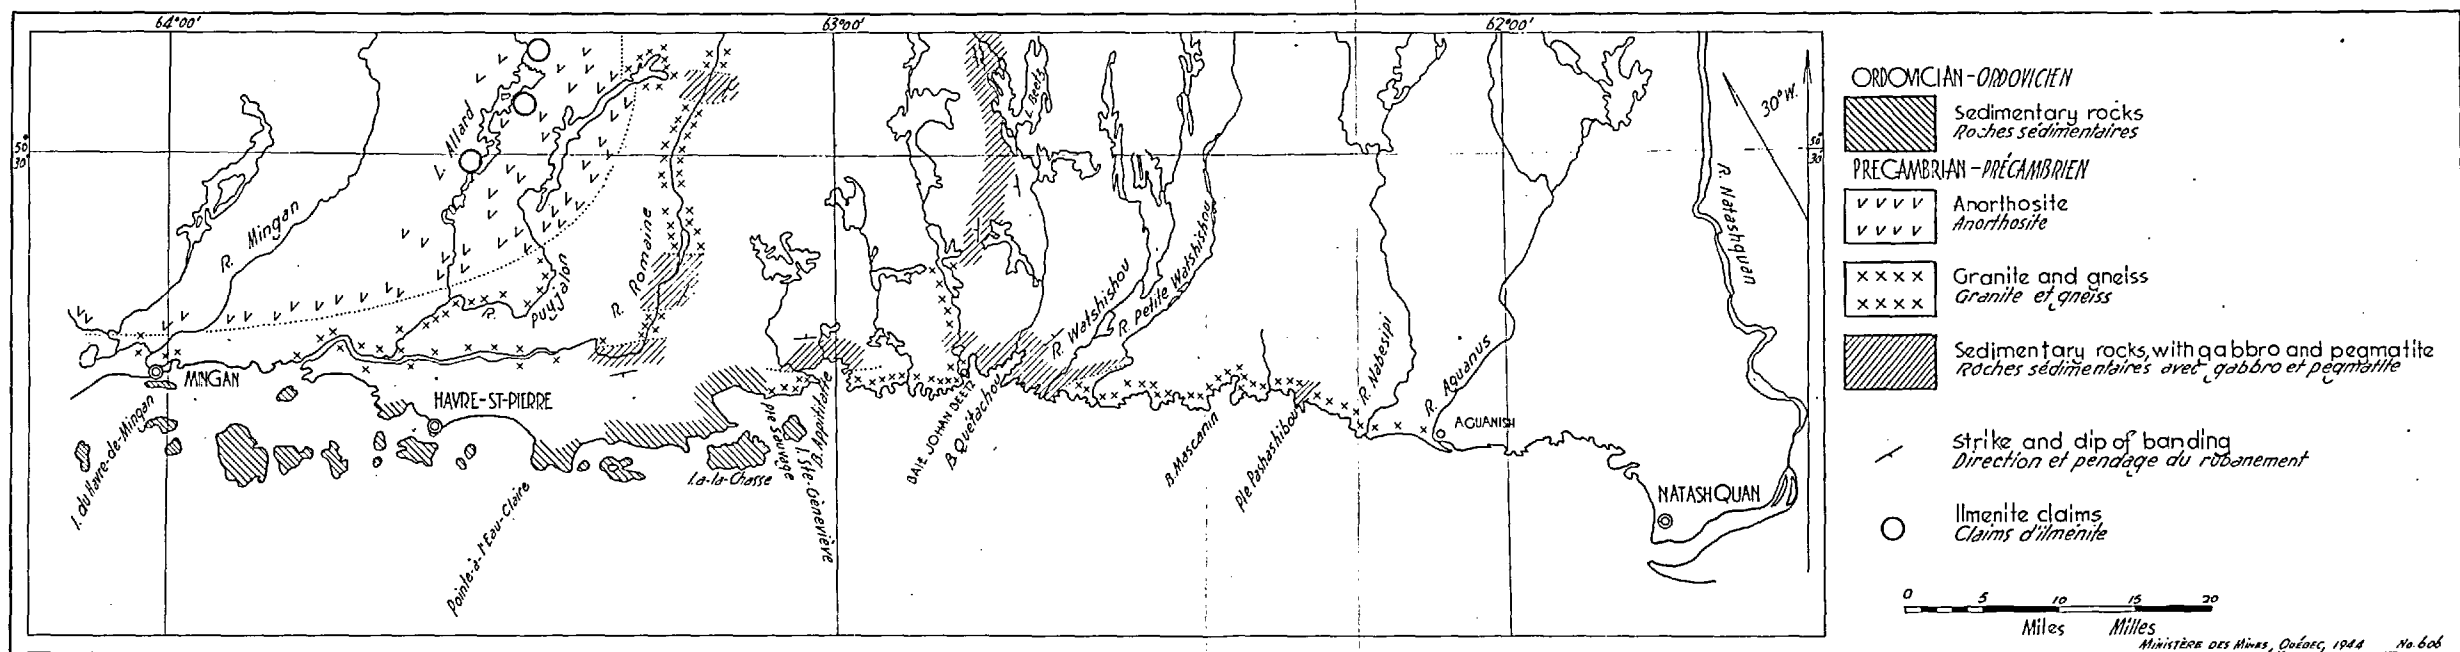 64°00'
63°00'
62°00'
50°
30'
50°
30'
30°W.
R. Mingan
L. Allard
R. Puyjalon
R. Romaine
L. Beetz
R. Watshishou
R. Petite Watshishou
R. Nabesipi
R. Aguanus
R. Natashquan
MINGAN
HAVRE-ST-PIERRE
AGUANISH
NATASHQUAN
I. du Havre-de-Mingan
Pointe-à-l'Eau-Claire
I.a-la-Chasse
Pte Sauvage
I. Ste-Geneviève
B. Appititatte
BAIE JOHAN BEETZ
B. Quétachou
B. Mascanin
Pte Pashashibou
ORDOVICIAN-ORDOVICIEN
Sedimentary rocks
Roches sédimentaires
PRECAMBRIAN-PRÉCAMBRIEN
Anorthosite
Anorthosite
Granite and gneiss
Granite et gneiss
Sedimentary rocks, with gabbro and pegmatite
Roches sédimentaires avec gabbro et pegmatite
Strike and dip of banding
Direction et pendage du rubanement
Ilmenite claims
Claims d'ilménite
0 5 10 15 20
Miles Milles
MINISTÈRE DES MINES, QUÉBEC, 1944 No. 606